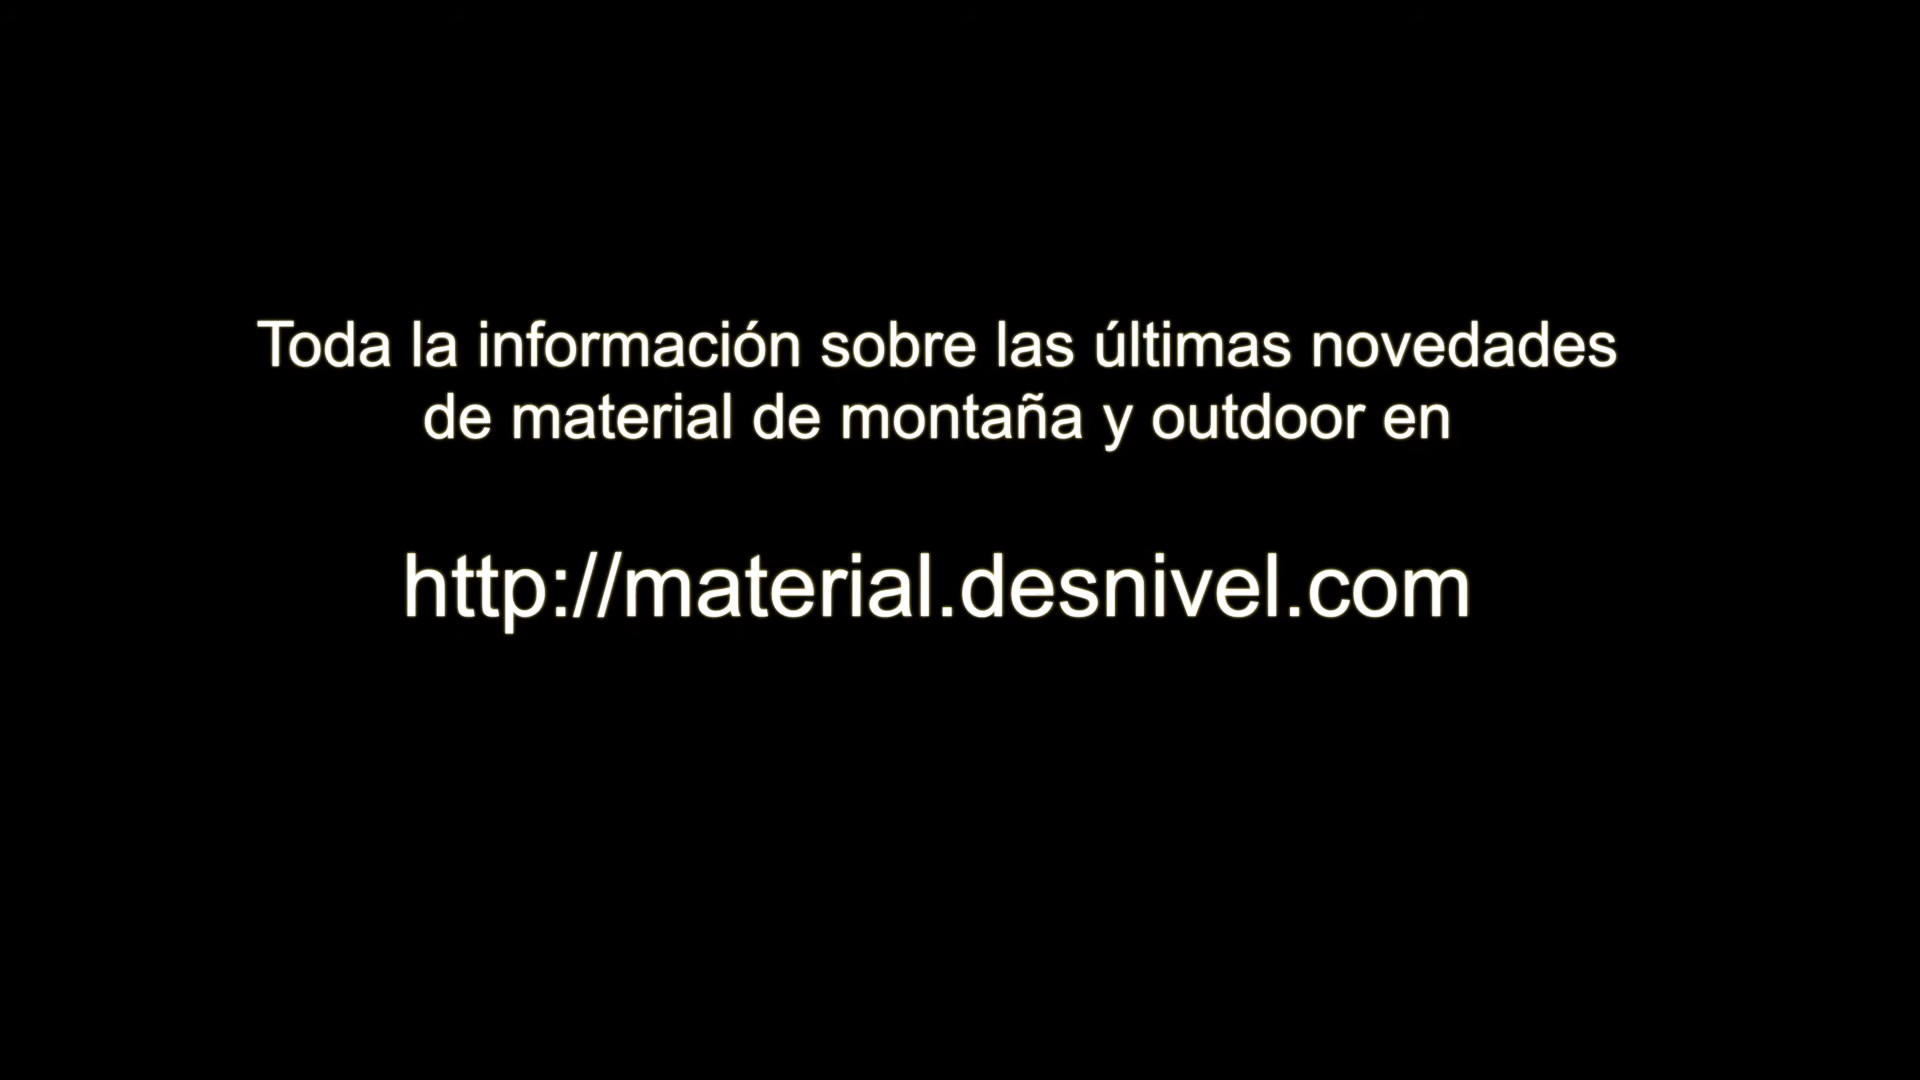 Toda la información sobre las últimas novedades
de material de montaña y outdoor en
http://material.desnivel.com